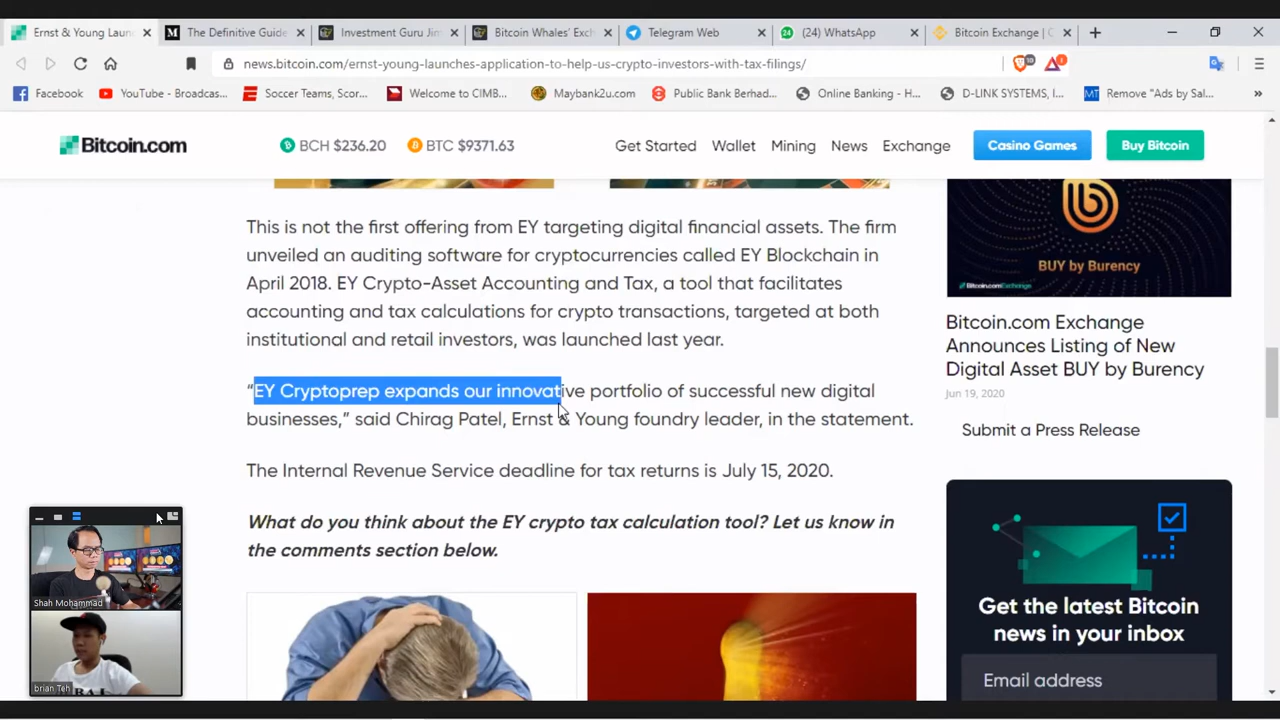 Ernst & Young Laun
The Definitive Guide
Investment Guru Jim
Bitcoin Whales' Exch
Telegram Web
(24) WhatsApp
Bitcoin Exchange | C
news.bitcoin.com/ernst-young-launches-application-to-help-us-crypto-investors-with-tax-filings/
Facebook
YouTube - Broadcas...
Soccer Teams, Scor...
Welcome to CIMB...
Maybank2u.com
Public Bank Berhad...
Online Banking - H...
D-LINK SYSTEMS, I...
Remove "Ads by Sal...
Bitcoin.com
BCH $236.20
BTC $9371.63
Get Started
Wallet
Mining
News
Exchange
Casino Games
Buy Bitcoin
This is not the first offering from EY targeting digital financial assets. The firm
unveiled an auditing software for cryptocurrencies called EY Blockchain in
April 2018. EY Crypto-Asset Accounting and Tax, a tool that facilitates
accounting and tax calculations for crypto transactions, targeted at both
institutional and retail investors, was launched last year.
“EY Cryptoprep expands our innovative portfolio of successful new digital
businesses,” said Chirag Patel, Ernst & Young foundry leader, in the statement.
The Internal Revenue Service deadline for tax returns is July 15, 2020.
What do you think about the EY crypto tax calculation tool? Let us know in
the comments section below.
BUY by Burency
Bitcoin.com Exchange
Bitcoin.com Exchange
Announces Listing of New
Digital Asset BUY by Burency
Jun 19, 2020
Submit a Press Release
Get the latest Bitcoin
news in your inbox
Email address
Shah Mohammad
brian Teh